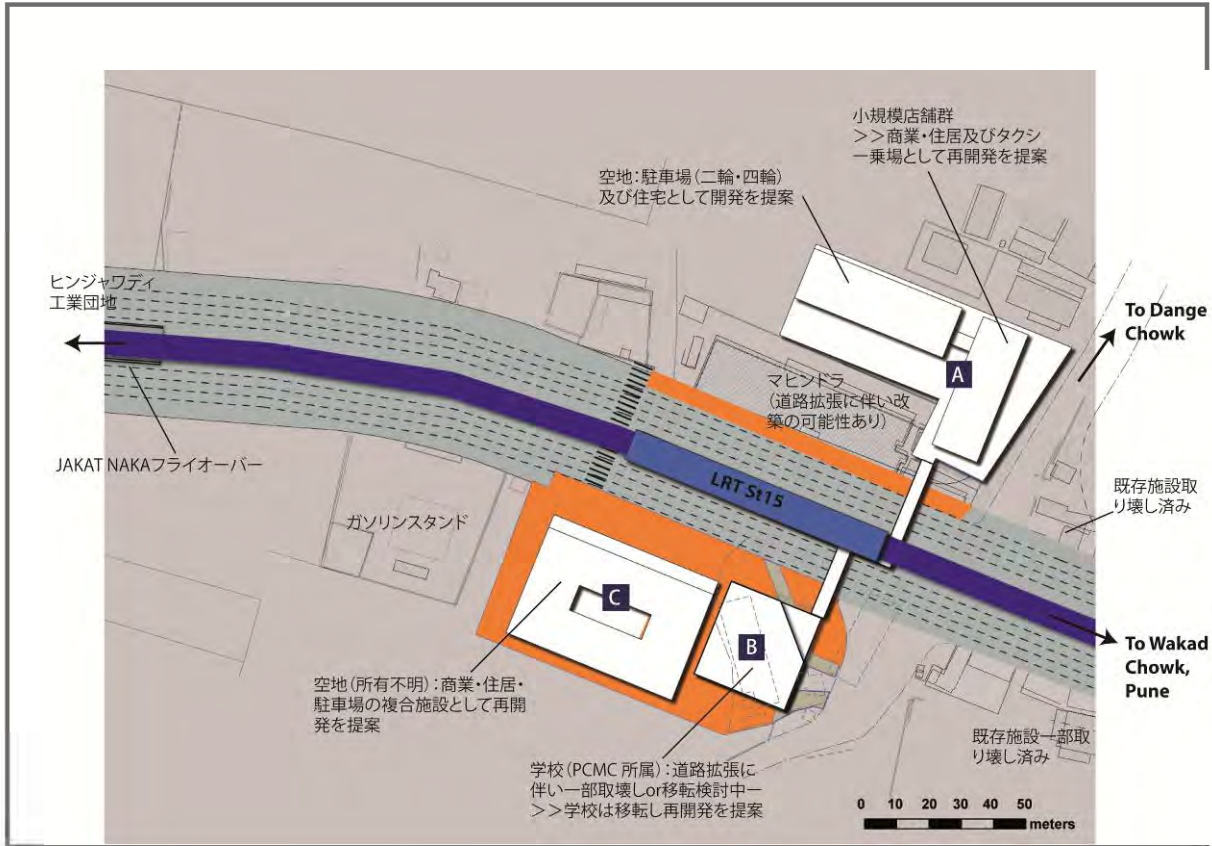 小規模店舗群
>>商業・住居及びタクシ
ー乗場として再開発を提案
空地：駐車場（二輪・四輪）
及び住宅として開発を提案
ヒンジャワディ
工業団地
To Dange
Chowk
A
マヒンドラ
（道路拡張に伴い改
築の可能性あり）
JAKAT NAKAフライオーバー
LRT St15
既存施設取
り壊し済み
ガソリンスタンド
C
B
To Wakad
Chowk,
Pune
空地（所有不明）：商業・住居・
駐車場の複合施設として再開
発を提案
既存施設一部取
り壊し済み
学校（PCMC 所属）：道路拡張に
伴い一部取壊しor移転検討中ー
>>学校は移転し再開発を提案
0 10 20 30 40 50
meters